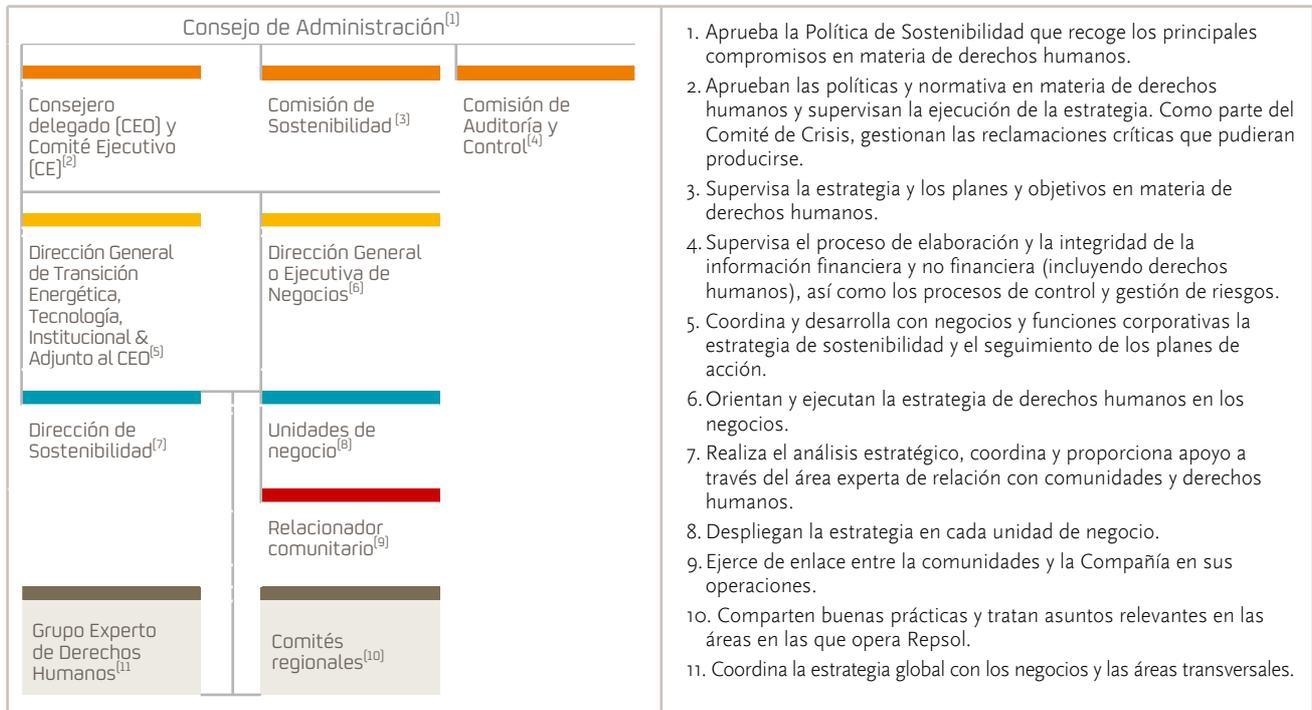 Consejo de Administración(1)
Consejero
delegado (CEO) y
Comité Ejecutivo
(CE)(2)
Comisión de
Sostenibilidad (3)
Comisión de
Auditoría y
Control(4)
Dirección General
de Transición
Energética,
Tecnología,
Institucional &
Adjunto al CEO(5)
Dirección General
o Ejecutiva de
Negocios(6)
Dirección de
Sostenibilidad(7)
Unidades de
negocio(8)
Relacionador
comunitario(9)
Grupo Experto
de Derechos
Humanos(11
Comités
regionales(10)
1. Aprueba la Política de Sostenibilidad que recoge los principales
compromisos en materia de derechos humanos.
2. Aprueban las políticas y normativa en materia de derechos
humanos y supervisan la ejecución de la estrategia. Como parte del
Comité de Crisis, gestionan las reclamaciones críticas que pudieran
producirse.
3. Supervisa la estrategia y los planes y objetivos en materia de
derechos humanos.
4. Supervisa el proceso de elaboración y la integridad de la
información financiera y no financiera (incluyendo derechos
humanos), así como los procesos de control y gestión de riesgos.
5. Coordina y desarrolla con negocios y funciones corporativas la
estrategia de sostenibilidad y el seguimiento de los planes de
acción.
6. Orientan y ejecutan la estrategia de derechos humanos en los
negocios.
7. Realiza el análisis estratégico, coordina y proporciona apoyo a
través del área experta de relación con comunidades y derechos
humanos.
8. Despliegan la estrategia en cada unidad de negocio.
9. Ejerce de enlace entre la comunidades y la Compañía en sus
operaciones.
10. Comparten buenas prácticas y tratan asuntos relevantes en las
áreas en las que opera Repsol.
11. Coordina la estrategia global con los negocios y las áreas transversales.